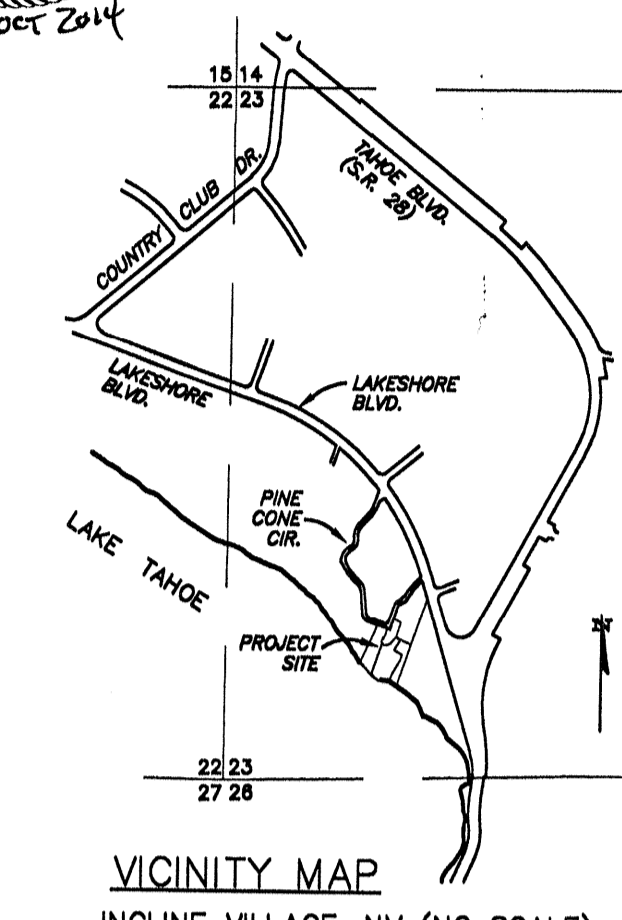 OCT 2014
15 14
22 23
TAHOE BLVD.
(S.R. 28)
COUNTRY CLUB DR.
LAKESHORE
BLVD.
LAKESHORE
BLVD.
PINE
CONE
CIR.
LAKE TAHOE
PROJECT
SITE
N
22 23
27 26
VICINITY MAP
INCLINE VILLAGE, NV (NO SCALE)